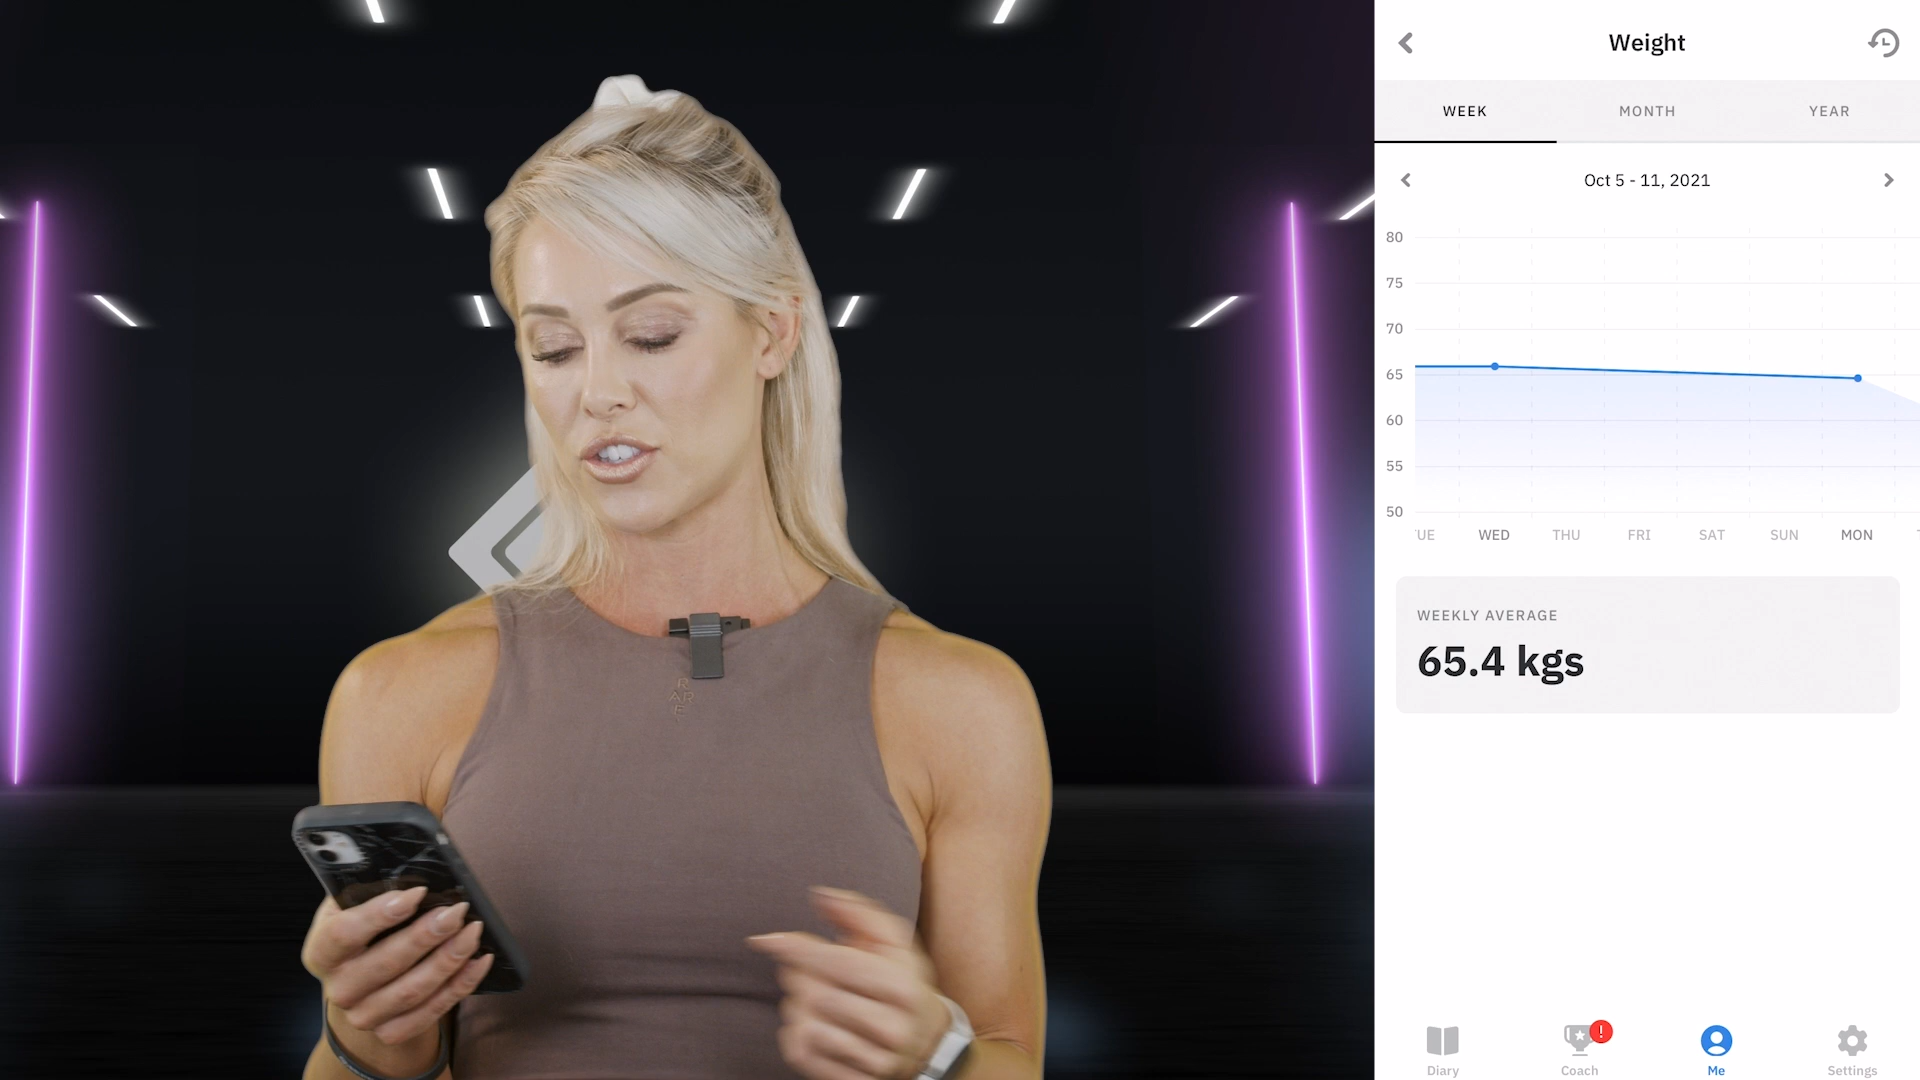 Weight
WEEK MONTH YEAR
Oct 5 - 11, 2021
80
75
70
65
60
55
50
UE WED THU FRI SAT SUN MON
WEEKLY AVERAGE
65.4 kgs
R
AR
E
!
Diary Coach Me Settings